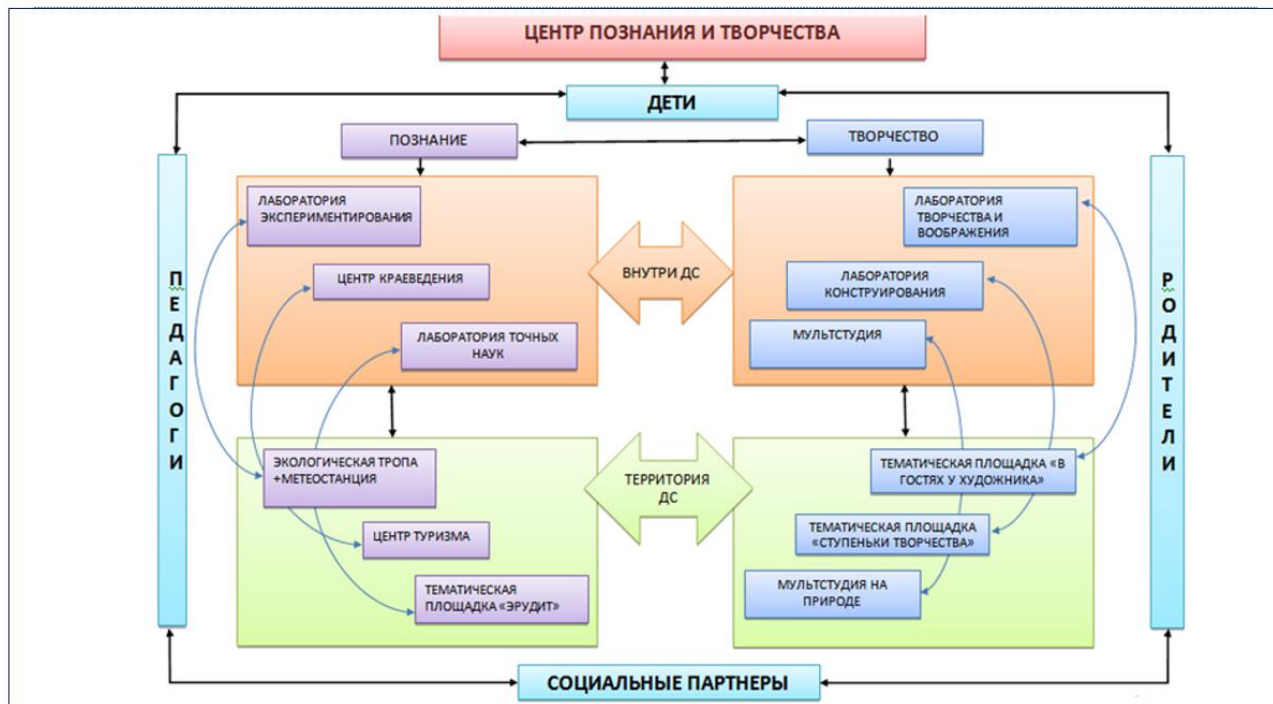 ЦЕНТР ПОЗНАНИЯ И ТВОРЧЕСТВА
ДЕТИ
ПОЗНАНИЕ
ТВОРЧЕСТВО
ПЕДАГОГИ
ЛАБОРАТОРИЯ
ЭКСПЕРИМЕНТИРОВАНИЯ
ЦЕНТР КРАЕВЕДЕНИЯ
ЛАБОРАТОРИЯ ТОЧНЫХ
НАУК
ВНУТРИ ДС
ЛАБОРАТОРИЯ
ТВОРЧЕСТВА И
ВООБРАЖЕНИЯ
ЛАБОРАТОРИЯ
КОНСТРУИРОВАНИЯ
МУЛЬТСТУДИЯ
РОДИТЕЛИ
ЭКОЛОГИЧЕСКАЯ ТРОПА
+МЕТЕОСТАНЦИЯ
ЦЕНТР ТУРИЗМА
ТЕМАТИЧЕСКАЯ
ПЛОЩАДКА «ЭРУДИТ»
ТЕРРИТОРИЯ
ДС
ТЕМАТИЧЕСКАЯ ПЛОЩАДКА «В
ГОСТЯХ У ХУДОЖНИКА»
ТЕМАТИЧЕСКАЯ ПЛОЩАДКА
«СТУПЕНЬКИ ТВОРЧЕСТВА»
МУЛЬТСТУДИЯ НА
ПРИРОДЕ
СОЦИАЛЬНЫЕ ПАРТНЕРЫ